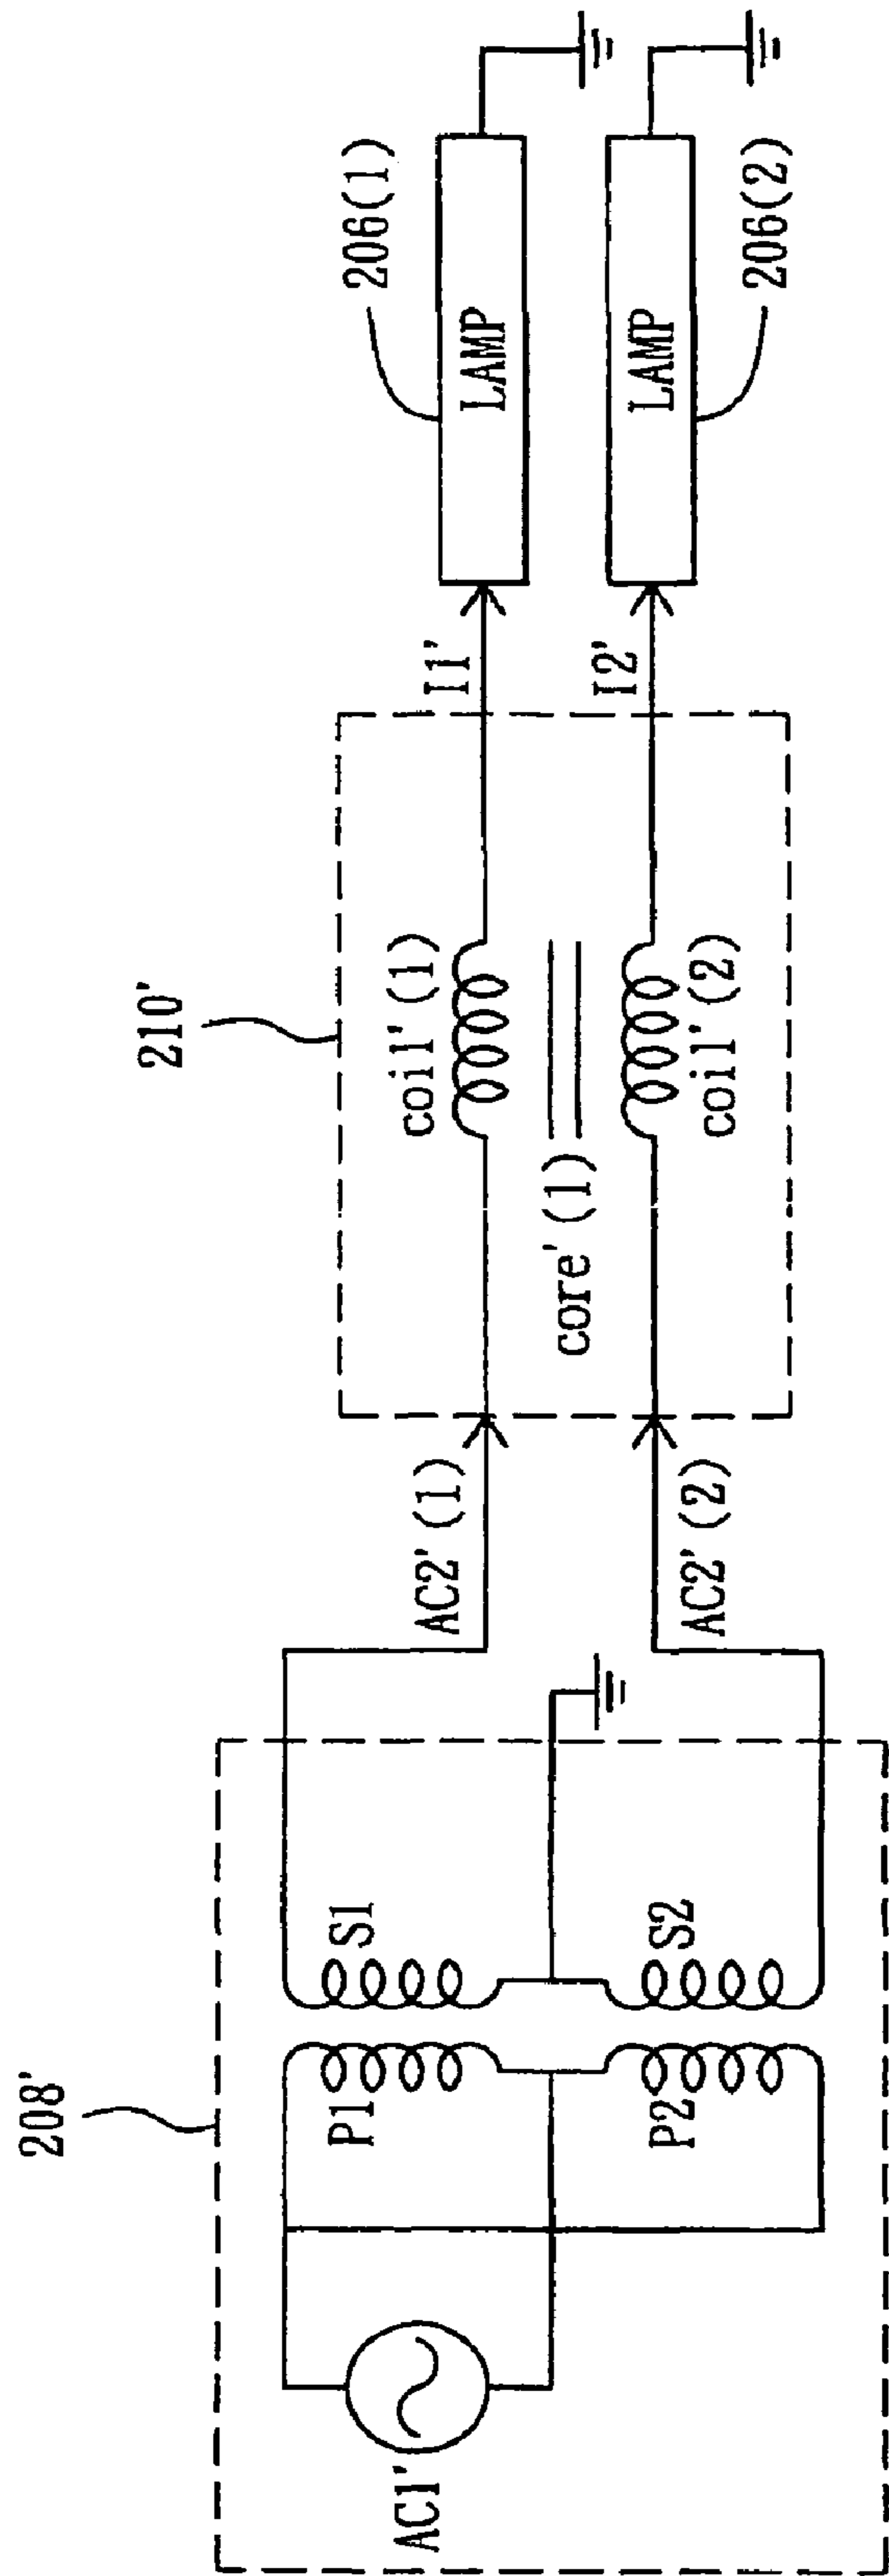 208'
AC1'
P1
S1
P2
S2
AC2'(1)
AC2'(2)
210'
coil'(1)
core'(1)
coil'(2)
I1'
I2'
LAMP
206(1)
LAMP
206(2)